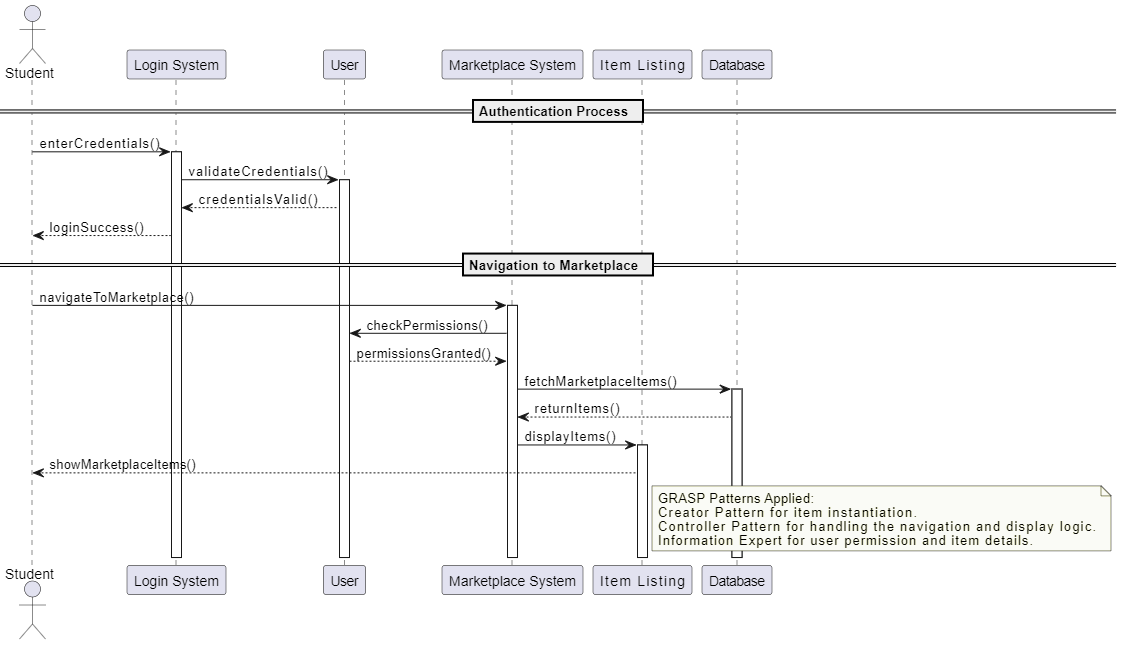 Student
Login System
User
Marketplace System
Item Listing
Database
Authentication Process
enterCredentials()
validateCredentials()
credentialsValid()
loginSuccess()
Navigation to Marketplace
navigateToMarketplace()
checkPermissions()
permissionsGranted()
fetchMarketplaceItems()
returnItems()
displayItems()
showMarketplaceItems()
GRASP Patterns Applied:
Creator Pattern for item instantiation.
Controller Pattern for handling the navigation and display logic.
Information Expert for user permission and item details.
Student
Login System
User
Marketplace System
Item Listing
Database